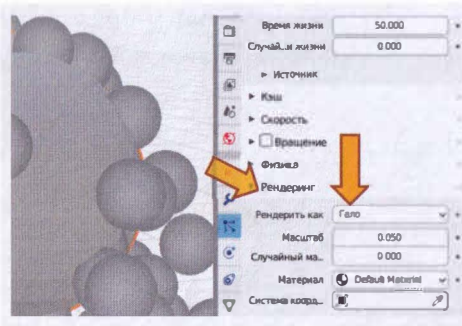 Время жизни 50.000
Случай...и жизни 0.000
Источник
Кэш
Скорость
Вращение
Физика
Рендеринг
Рендерить как Гало
Масштаб 0.050
Случайный ма... 0.000
Материал Default Material
Система коорд...